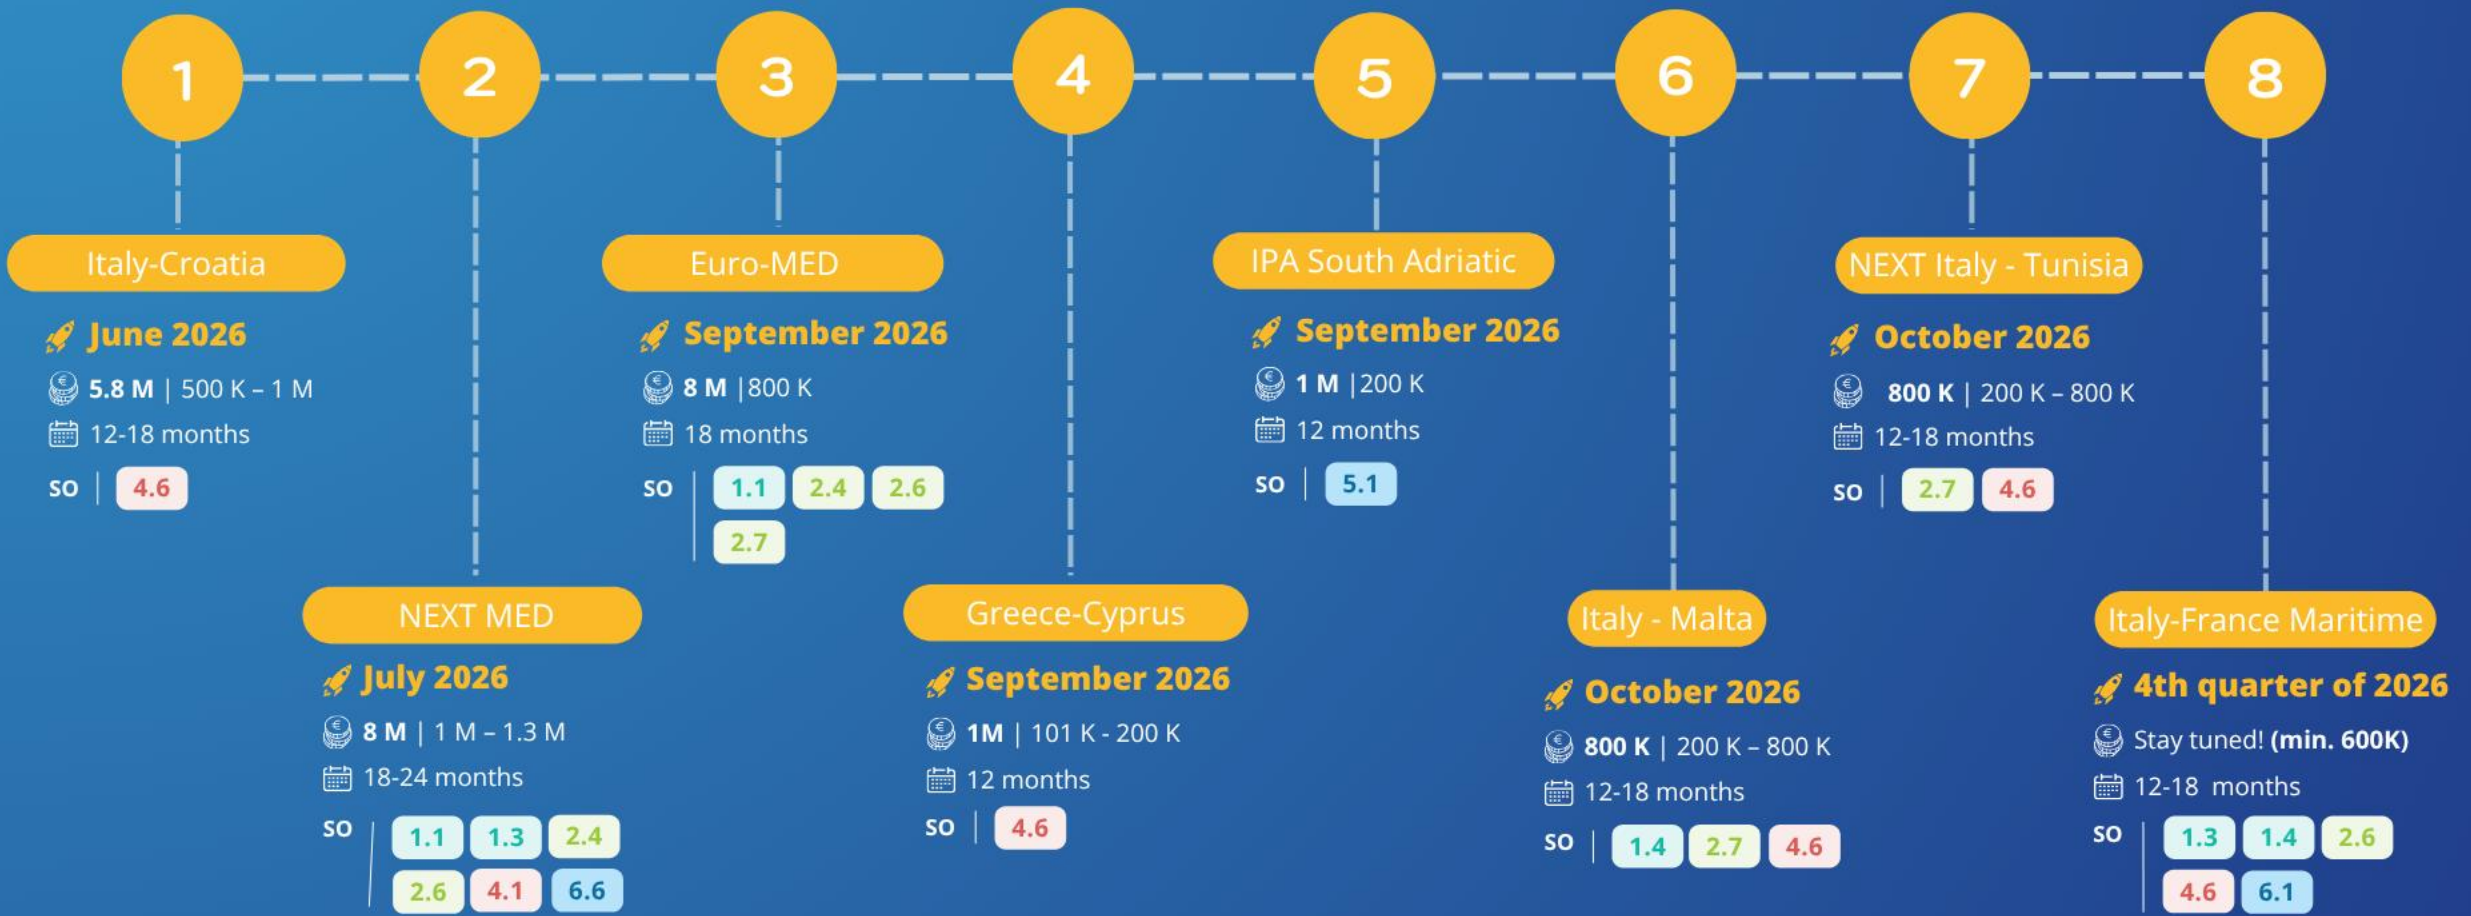 1
2
3
4
5
6
7
8
Italy-Croatia
June 2026
5.8 M | 500 K – 1 M
12-18 months
SO | 4.6
NEXT MED
July 2026
8 M | 1 M – 1.3 M
18-24 months
SO | 1.1 1.3 2.4
2.6 4.1 6.6
Euro-MED
September 2026
8 M |800 K
18 months
SO | 1.1 2.4 2.6
2.7
Greece-Cyprus
September 2026
1M | 101 K - 200 K
12 months
SO | 4.6
IPA South Adriatic
September 2026
1 M |200 K
12 months
SO | 5.1
Italy - Malta
October 2026
800 K | 200 K – 800 K
12-18 months
SO | 1.4 2.7 4.6
NEXT Italy - Tunisia
October 2026
800 K | 200 K – 800 K
12-18 months
SO | 2.7 4.6
Italy-France Maritime
4th quarter of 2026
Stay tuned! (min. 600K)
12-18 months
SO | 1.3 1.4 2.6
4.6 6.1